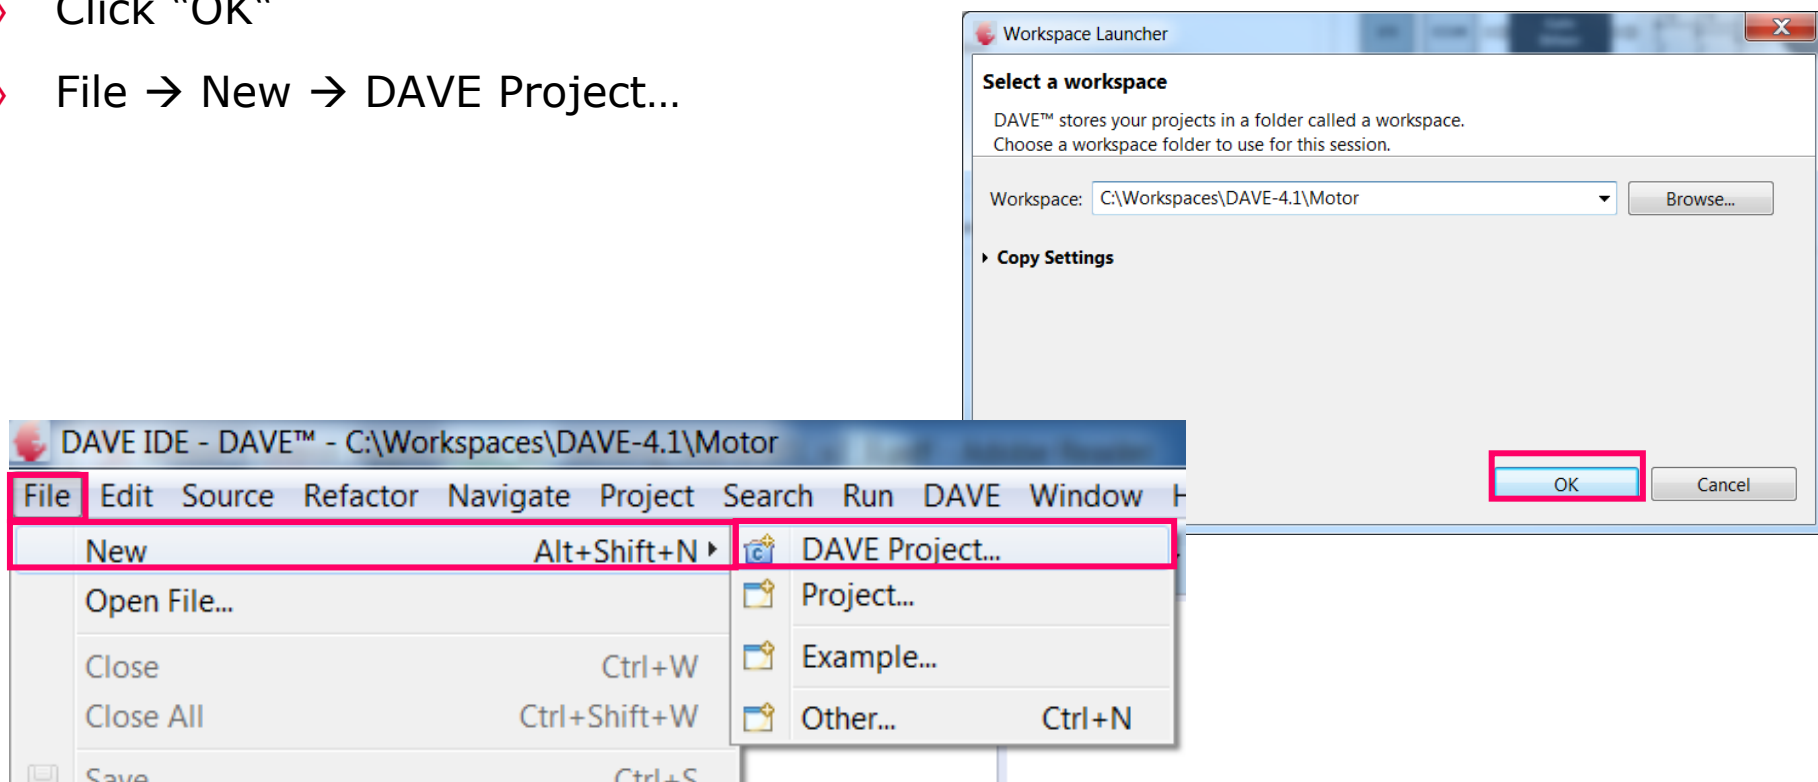 Click “OK“
File → New → DAVE Project…
Workspace Launcher
X
Select a workspace
DAVE™ stores your projects in a folder called a workspace.
Choose a workspace folder to use for this session.
Workspace: C:\Workspaces\DAVE-4.1\Motor Browse...
Copy Settings
OK Cancel
DAVE IDE - DAVE™ - C:\Workspaces\DAVE-4.1\Motor
File Edit Source Refactor Navigate Project Search Run DAVE Window H
New Alt+Shift+N DAVE Project...
Open File... Project...
Close Ctrl+W Example...
Close All Ctrl+Shift+W Other... Ctrl+N
Save Ctrl+S